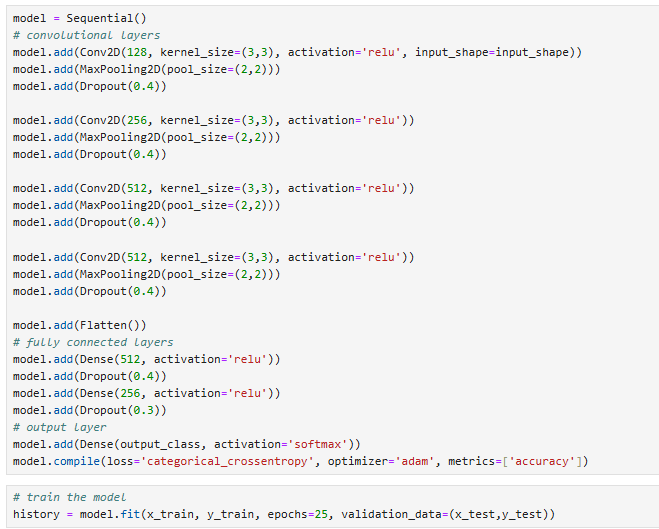 model = Sequential()
# convolutional layers
model.add(Conv2D(128, kernel_size=(3,3), activation='relu', input_shape=input_shape))
model.add(MaxPooling2D(pool_size=(2,2)))
model.add(Dropout(0.4))

model.add(Conv2D(256, kernel_size=(3,3), activation='relu'))
model.add(MaxPooling2D(pool_size=(2,2)))
model.add(Dropout(0.4))

model.add(Conv2D(512, kernel_size=(3,3), activation='relu'))
model.add(MaxPooling2D(pool_size=(2,2)))
model.add(Dropout(0.4))

model.add(Conv2D(512, kernel_size=(3,3), activation='relu'))
model.add(MaxPooling2D(pool_size=(2,2)))
model.add(Dropout(0.4))

model.add(Flatten())
# fully connected layers
model.add(Dense(512, activation='relu'))
model.add(Dropout(0.4))
model.add(Dense(256, activation='relu'))
model.add(Dropout(0.3))
# output layer
model.add(Dense(output_class, activation='softmax'))
model.compile(loss='categorical_crossentropy', optimizer='adam', metrics=['accuracy'])

# train the model
history = model.fit(x_train, y_train, epochs=25, validation_data=(x_test,y_test))